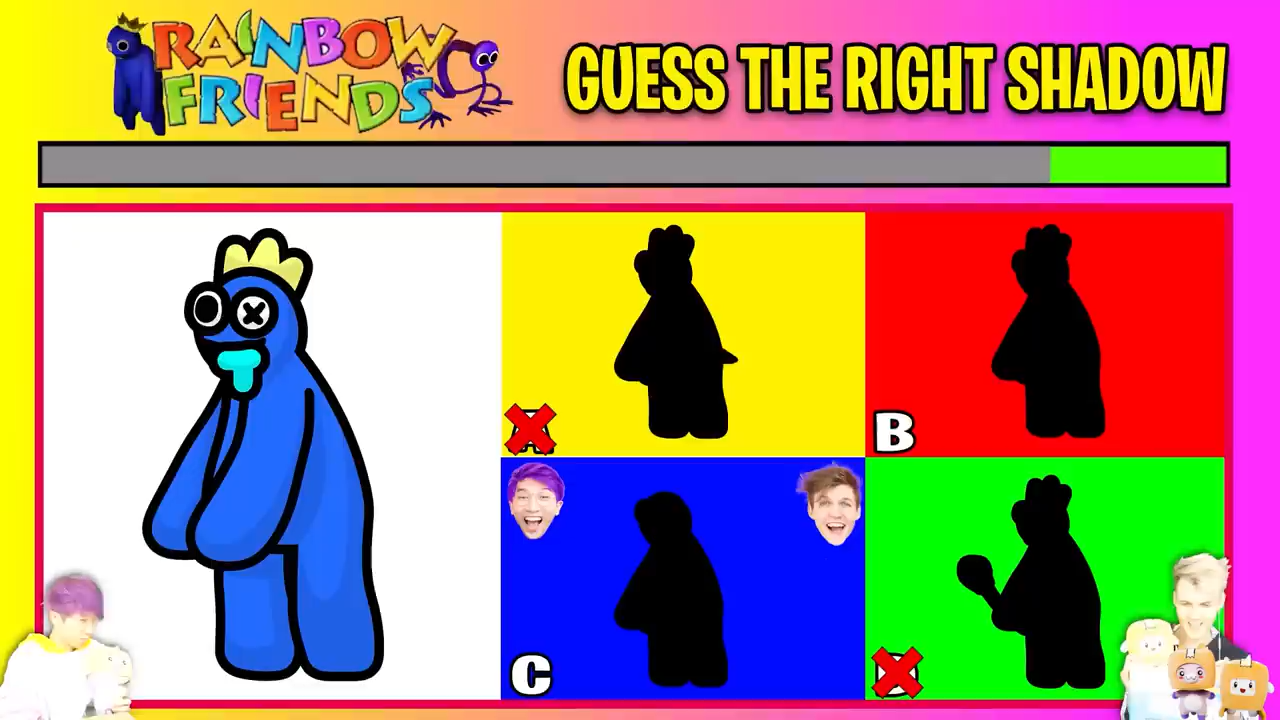 RAINBOW
FRIENDS
GUESS THE RIGHT SHADOW
B
C